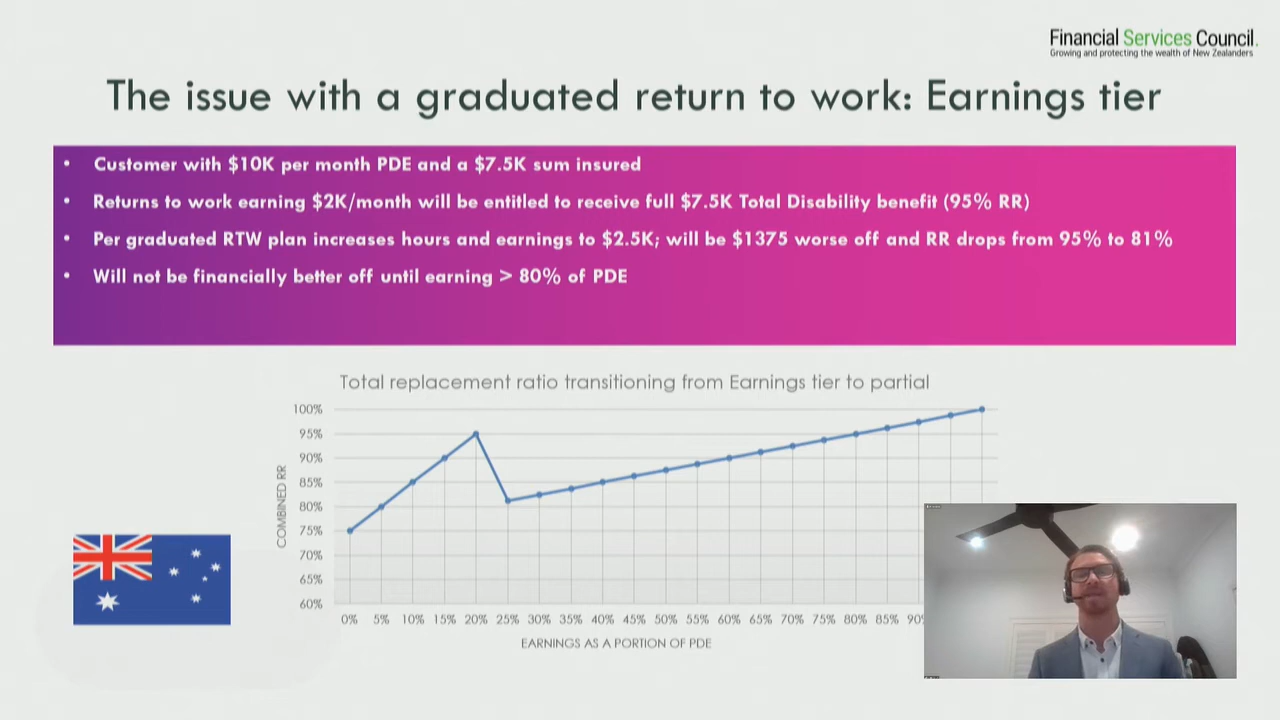 Financial Services Council.
Growing and protecting the wealth of New Zealanders
The issue with a graduated return to work: Earnings tier
• Customer with $10K per month PDE and a $7.5K sum insured
• Returns to work earning $2K/month will be entitled to receive full $7.5K Total Disability benefit (95% RR)
• Per graduated RTW plan increases hours and earnings to $2.5K; will be $1375 worse off and RR drops from 95% to 81%
• Will not be financially better off until earning > 80% of PDE
Total replacement ratio transitioning from Earnings tier to partial
100%
95%
90%
85%
80%
75%
70%
65%
60%
COMBINED RR
0% 5% 10% 15% 20% 25% 30% 35% 40% 45% 50% 55% 60% 65% 70% 75% 80% 85%
EARNINGS AS A PORTION OF PDE